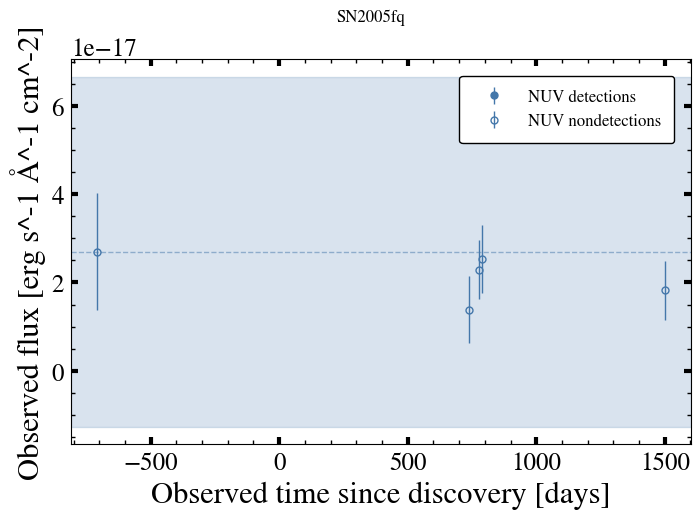 SN2005fq
1e−17
NUV detections
NUV nondetections
6
4
2
0
Observed flux [erg s^-1 Å^-1 cm^-2]
−500 0 500 1000 1500
Observed time since discovery [days]